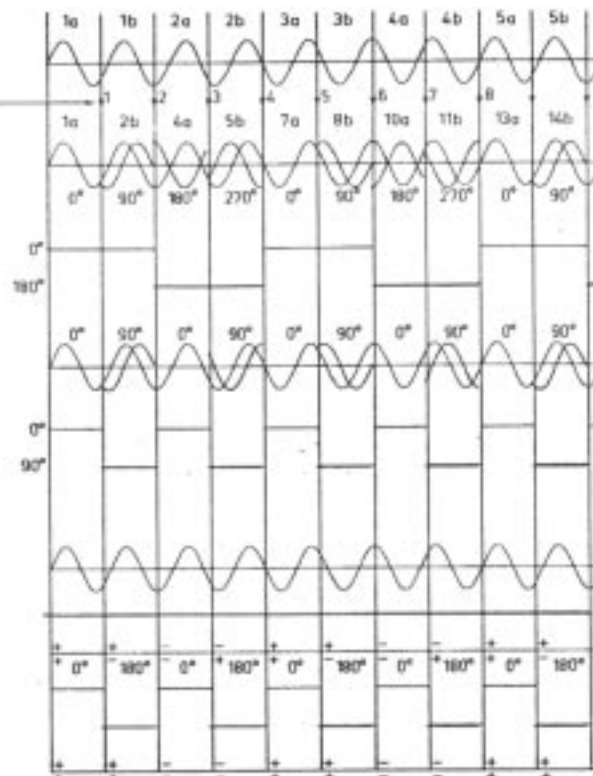 1a 1b 2a 2b 3a 3b 4a 4b 5a 5b
1 2 3 4 5 6 7 8
1a 2b 4a 5b 7a 8b 10a 11b 13a 14b
0° 90° 180° 270° 0° 90° 180° 270° 0° 90°
0°
180°
0° 90° 0° 90° 0° 90° 0° 90° 0° 90°
0°
90°
+ + - - + + - - + +
+ 0° - 180° - 0° + 180° + 0° - 180° - 0° + 180° + 0° - 180°
+ + - - + + - - + +